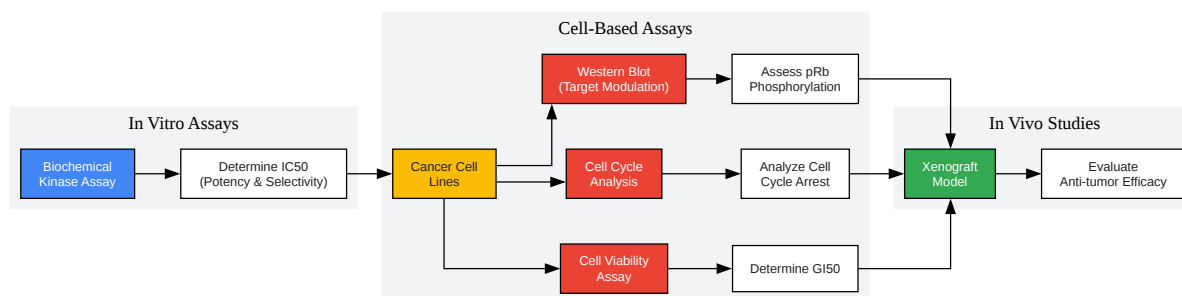 Cell-Based Assays
Western Blot
(Target Modulation)
Assess pRb
Phosphorylation
In Vitro Assays
In Vivo Studies
Biochemical
Kinase Assay
Determine IC50
(Potency & Selectivity)
Cancer Cell
Lines
Cell Cycle
Analysis
Analyze Cell
Cycle Arrest
Xenograft
Model
Evaluate
Anti-tumor Efficacy
Cell Viability
Assay
Determine GI50